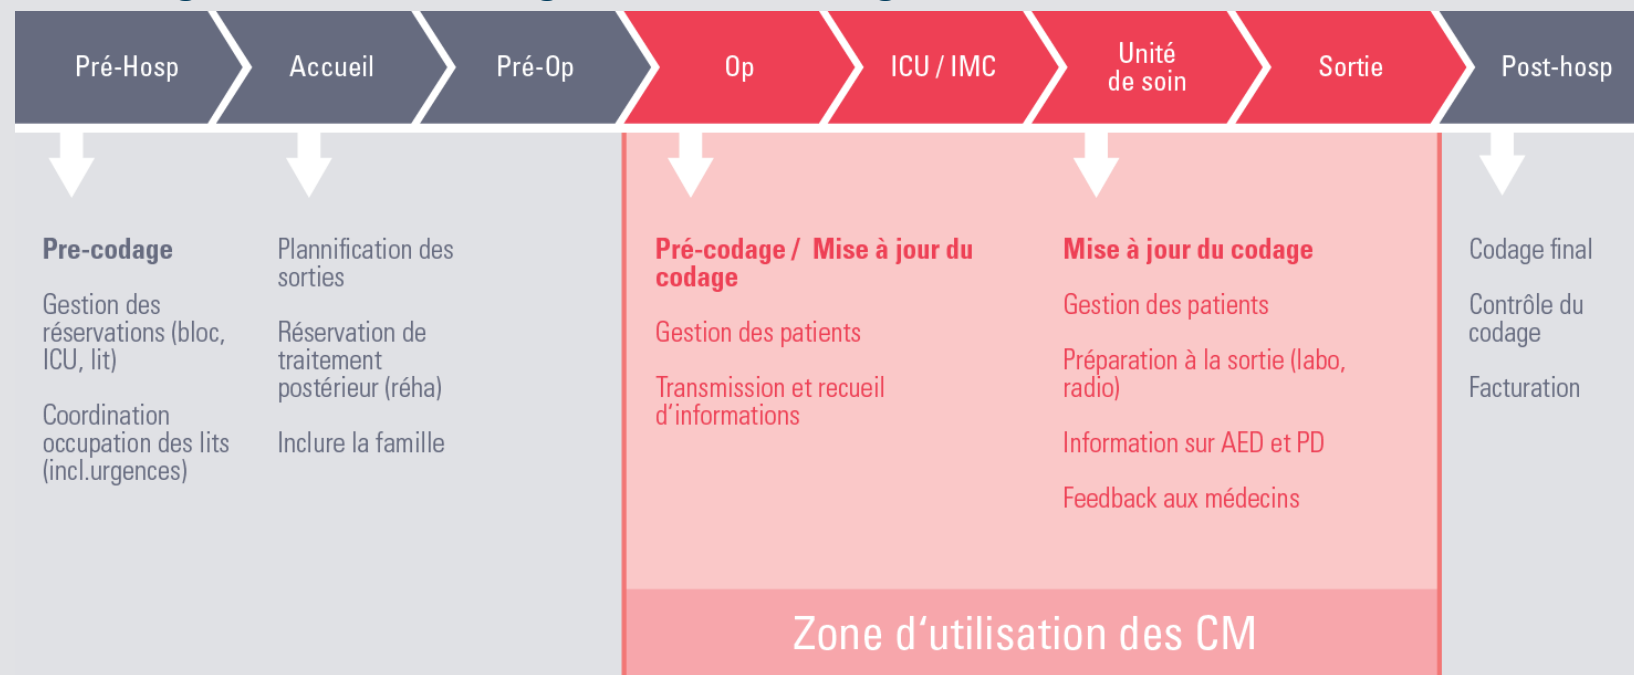 Pré-Hosp
Accueil
Pré-Op
Op
ICU / IMC
Unité
de soin
Sortie
Post-hosp
Pre-codage
Gestion des
réservations (bloc,
ICU, lit)
Coordination
occupation des lits
(incl.urgences)
Plannification des
sorties
Réservation de
traitement
postérieur (réha)
Inclure la famille
Pré-codage / Mise à jour du
codage
Gestion des patients
Transmission et recueil
d‘informations
Mise à jour du codage
Gestion des patients
Préparation à la sortie (labo,
radio)
Information sur AED et PD
Feedback aux médecins
Codage final
Contrôle du
codage
Facturation
Zone d‘utilisation des CM